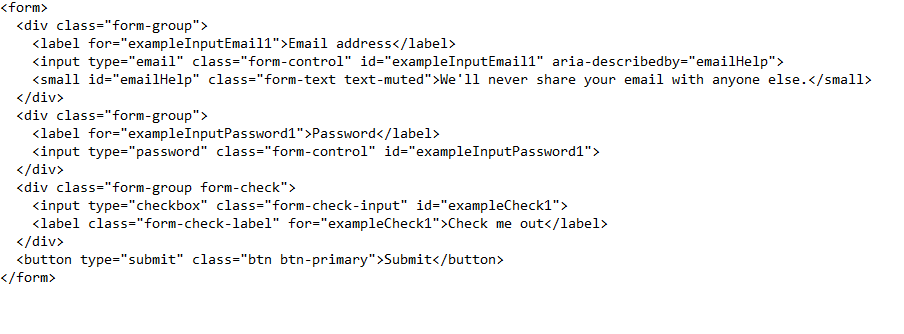 <form>
  <div class="form-group">
    <label for="exampleInputEmail1">Email address</label>
    <input type="email" class="form-control" id="exampleInputEmail1" aria-describedby="emailHelp">
    <small id="emailHelp" class="form-text text-muted">We'll never share your email with anyone else.</small>
  </div>
  <div class="form-group">
    <label for="exampleInputPassword1">Password</label>
    <input type="password" class="form-control" id="exampleInputPassword1">
  </div>
  <div class="form-group form-check">
    <input type="checkbox" class="form-check-input" id="exampleCheck1">
    <label class="form-check-label" for="exampleCheck1">Check me out</label>
  </div>
  <button type="submit" class="btn btn-primary">Submit</button>
</form>